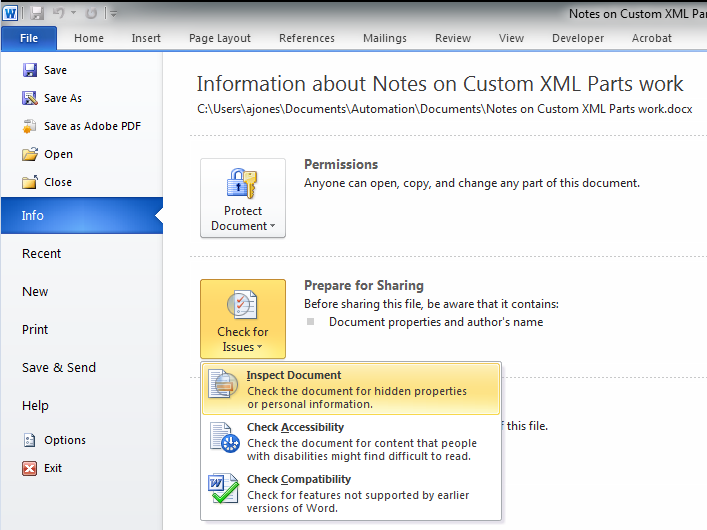 Notes on Custom XML Par
File Home Insert Page Layout References Mailings Review View Developer Acrobat
Save
Save As
Save as Adobe PDF
Open
Close
Info
Recent
New
Print
Save & Send
Help
Options
Exit
Information about Notes on Custom XML Parts work
C:\Users\ajones\Documents\Automation\Documents\Notes on Custom XML Parts work.docx
Protect
Document
Permissions
Anyone can open, copy, and change any part of this document.
Check for
Issues
Prepare for Sharing
Before sharing this file, be aware that it contains:
Document properties and author's name
Inspect Document
Check the document for hidden properties
or personal information.
Check Accessibility
Check the document for content that people
with disabilities might find difficult to read.
Check Compatibility
Check for features not supported by earlier
versions of Word.
of this file.